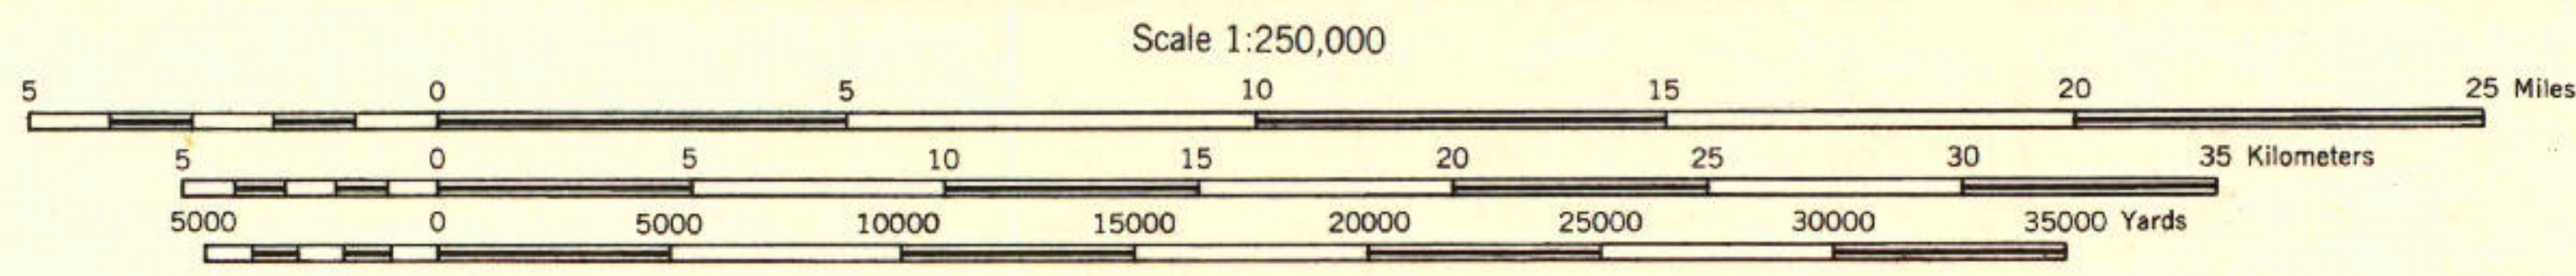 Scale 1:250,000
5 0 5 10 15 20 25 Miles
5 0 5 10 15 20 25 30 35 Kilometers
5000 0 5000 10000 15000 20000 25000 30000 35000 Yards